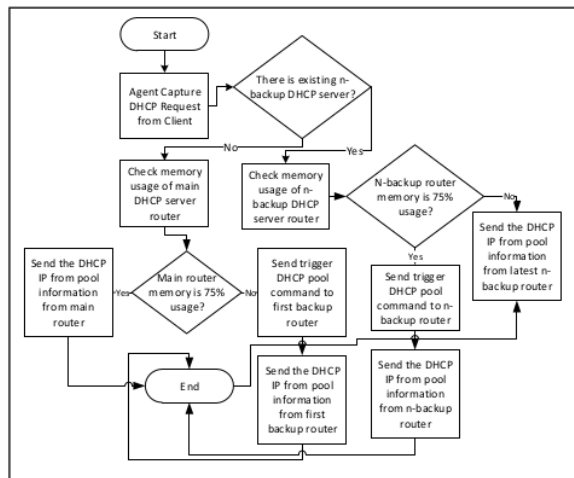 Start
Agent Capture
DHCP Request
from Client
There is existing n-
backup DHCP server?
No
Yes
Check memory
usage of main
DHCP server
router
Check memory
usage of n-
backup DHCP
server router
N-backup router
memory is 75%
usage?
No
Yes
Send the DHCP
IP from pool
information
from latest n-
backup router
Send the DHCP
IP from pool
information
from main
router
Yes
Main router
memory is 75%
usage?
No
Send trigger
DHCP pool
command to
first backup
router
Send trigger
DHCP pool
command to n-
backup router
End
Send the DHCP
IP from pool
information
from first
backup router
Send the DHCP
IP from pool
information
from n-backup
router